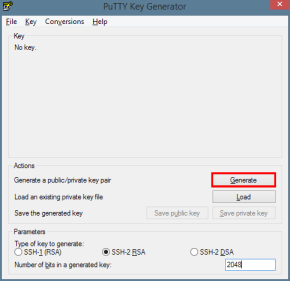 PuTTY Key Generator
File Key Conversions Help
Key
No key.
Actions
Generate a public/private key pair
Generate
Load an existing private key file
Load
Save the generated key
Save public key
Save private key
Parameters
Type of key to generate:
SSH-1 (RSA) SSH-2 RSA SSH-2 DSA
Number of bits in a generated key:
2048